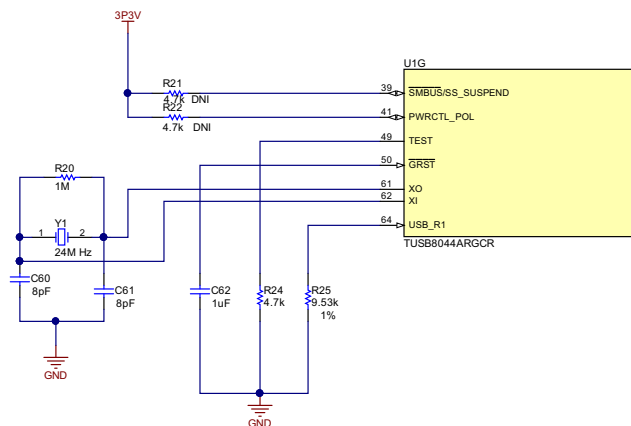 3P3V
U1G
R21
4.7k DNI
39 SMBUS/SS_SUSPEND
R22
4.7k DNI
41 PWRCTL_POL
49 TEST
50 GRST
R20
1M
61 XO
62 XI
Y1
1 2
24M Hz
64 USB_R1
TUSB8044ARGCR
C60
8pF
C61
8pF
C62
1uF
R24
4.7k
R25
9.53k
1%
GND
GND